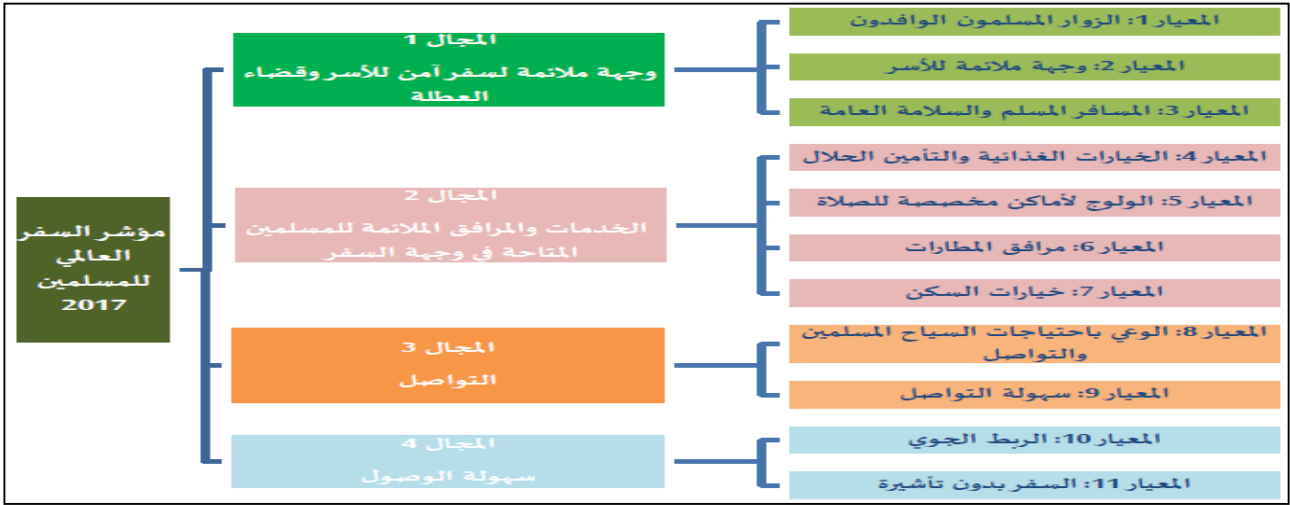 مؤشر السفر
العالمي
للمسلمين
2017
المجال 1
وجهة ملائمة لسفر آمن للأسر وقضاء
العطلة
المعيار 1: الزوار المسلمون الوافدون
المعيار 2: وجهة ملائمة للأسر
المعيار 3: المسافر المسلم والسلامة العامة
المجال 2
الخدمات والمرافق الملائمة للمسلمين
المتاحة في وجهة السفر
المعيار 4: الخيارات الغذائية والتأمين الحلال
المعيار 5: الولوج لأماكن مخصصة للصلاة
المعيار 6: مرافق المطارات
المعيار 7: خيارات السكن
المجال 3
التواصل
المعيار 8: الوعي باحتياجات السياح المسلمين
والتواصل
المعيار 9: سهولة التواصل
المجال 4
سهولة الوصول
المعيار 10: الربط الجوي
المعيار 11: السفر بدون تأشيرة